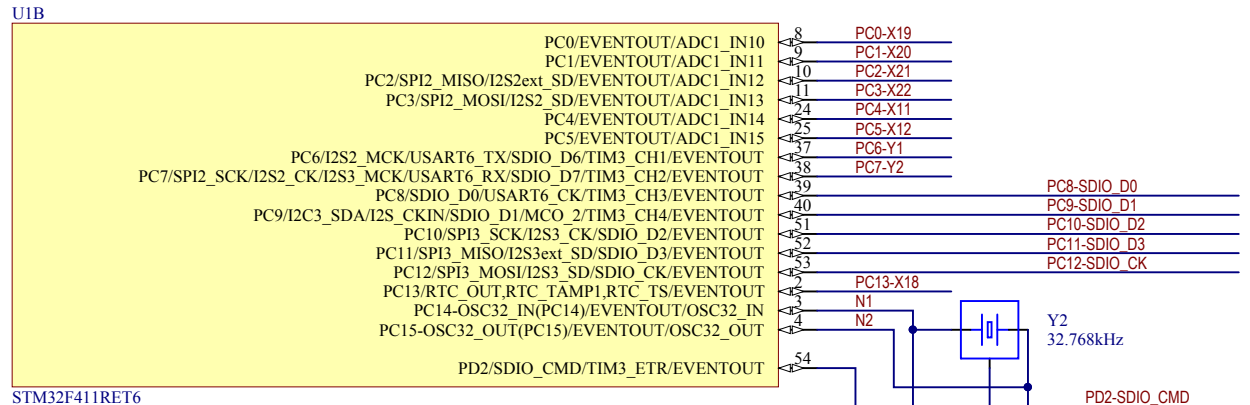 U1B
PC0/EVENTOUT/ADC1_IN10 8 PC0-X19
PC1/EVENTOUT/ADC1_IN11 9 PC1-X20
PC2/SPI2_MISO/I2S2ext_SD/EVENTOUT/ADC1_IN12 10 PC2-X21
PC3/SPI2_MOSI/I2S2_SD/EVENTOUT/ADC1_IN13 11 PC3-X22
PC4/EVENTOUT/ADC1_IN14 24 PC4-X11
PC5/EVENTOUT/ADC1_IN15 25 PC5-X12
PC6/I2S2_MCK/USART6_TX/SDIO_D6/TIM3_CH1/EVENTOUT 37 PC6-Y1
PC7/SPI2_SCK/I2S2_CK/I2S3_MCK/USART6_RX/SDIO_D7/TIM3_CH2/EVENTOUT 38 PC7-Y2
PC8/SDIO_D0/USART6_CK/TIM3_CH3/EVENTOUT 39 PC8-SDIO_D0
PC9/I2C3_SDA/I2S_CKIN/SDIO_D1/MCO_2/TIM3_CH4/EVENTOUT 40 PC9-SDIO_D1
PC10/SPI3_SCK/I2S3_CK/SDIO_D2/EVENTOUT 51 PC10-SDIO_D2
PC11/SPI3_MISO/I2S3ext_SD/SDIO_D3/EVENTOUT 52 PC11-SDIO_D3
PC12/SPI3_MOSI/I2S3_SD/SDIO_CK/EVENTOUT 53 PC12-SDIO_CK
PC13/RTC_OUT,RTC_TAMP1,RTC_TS/EVENTOUT 2 PC13-X18
PC14-OSC32_IN(PC14)/EVENTOUT/OSC32_IN 3 N1
PC15-OSC32_OUT(PC15)/EVENTOUT/OSC32_OUT 4 N2
Y2
32.768kHz
PD2/SDIO_CMD/TIM3_ETR/EVENTOUT 54
STM32F411RET6 PD2-SDIO_CMD